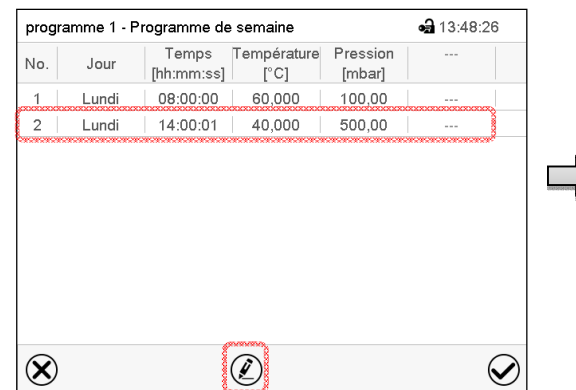 programme 1 - Programme de semaine 13:48:26
No. Jour Temps [hh:mm:ss] Température [°C] Pression [mbar] ---
1 Lundi 08:00:00 60,000 100,00 ---
2 Lundi 14:00:01 40,000 500,00 ---